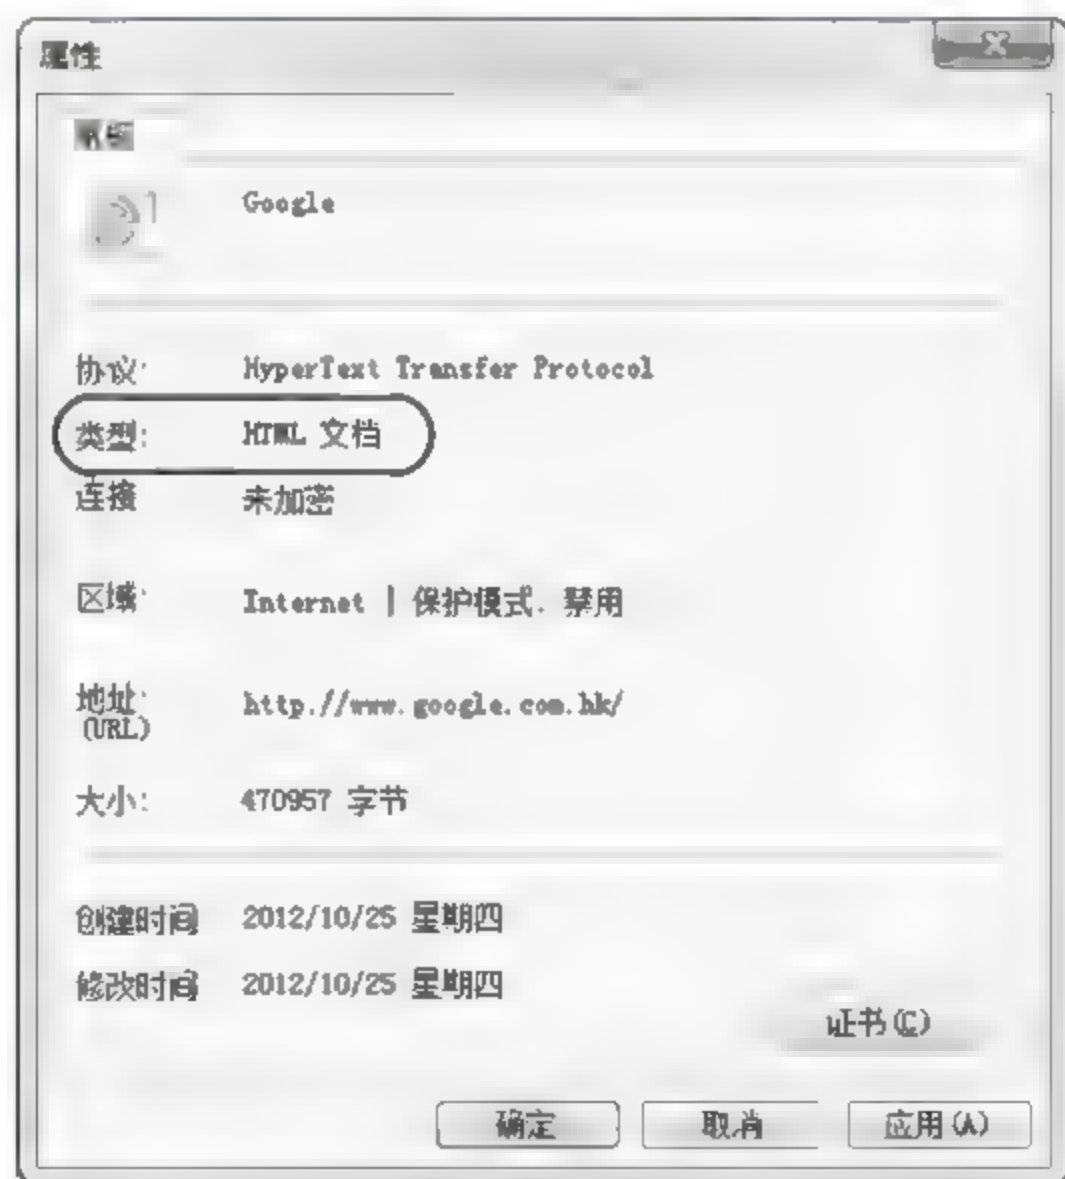 属性
常规
Google
协议: HyperText Transfer Protocol
类型: HTML 文档
连接 未加密
区域: Internet | 保护模式. 禁用
地址:
(URL) http.//www.google.com.hk/
大小: 470957 字节
创建时间 2012/10/25 星期四
修改时间 2012/10/25 星期四
证书(C)
确定 取消 应用(A)